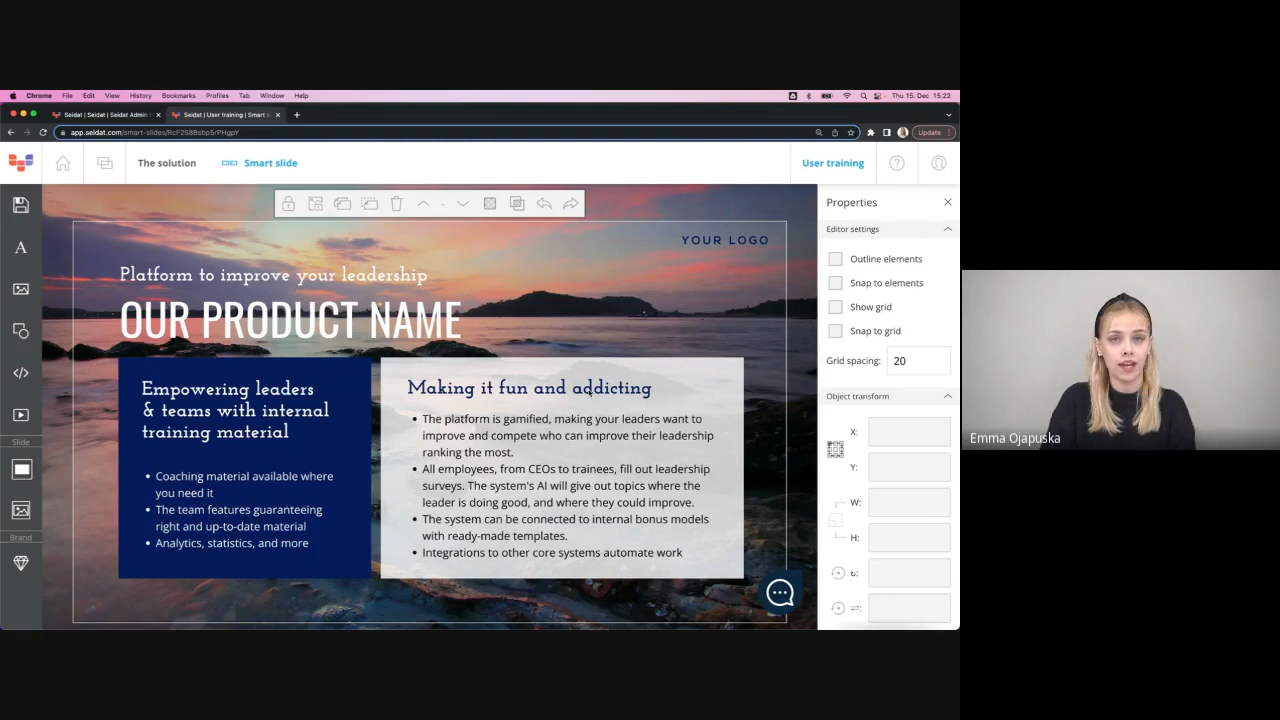 Chrome File Edit View History Bookmarks Profiles Tab Window Help
Thu 15. Dec 15.22
Seidat | Seidat | Seidat Admin
Seidat | User training | Smart s
app.seidat.com/smart-slides/RcF2S8Bsbp5rPHgpY
Update
The solution
Smart slide
User training
Properties
Editor settings
Outline elements
Snap to elements
Show grid
Snap to grid
Grid spacing: 20
Object transform
X:
Y:
W:
H:
Slide
Brand
YOUR LOGO
Platform to improve your leadership
OUR PRODUCT NAME
Empowering leaders
& teams with internal
training material
• Coaching material available where
you need it
• The team features guaranteeing
right and up-to-date material
• Analytics, statistics, and more
Making it fun and addicting
• The platform is gamified, making your leaders want to
improve and compete who can improve their leadership
ranking the most.
• All employees, from CEOs to trainees, fill out leadership
surveys. The system's AI will give out topics where the
leader is doing good, and where they could improve.
• The system can be connected to internal bonus models
with ready-made templates.
• Integrations to other core systems automate work
Emma Ojapuska